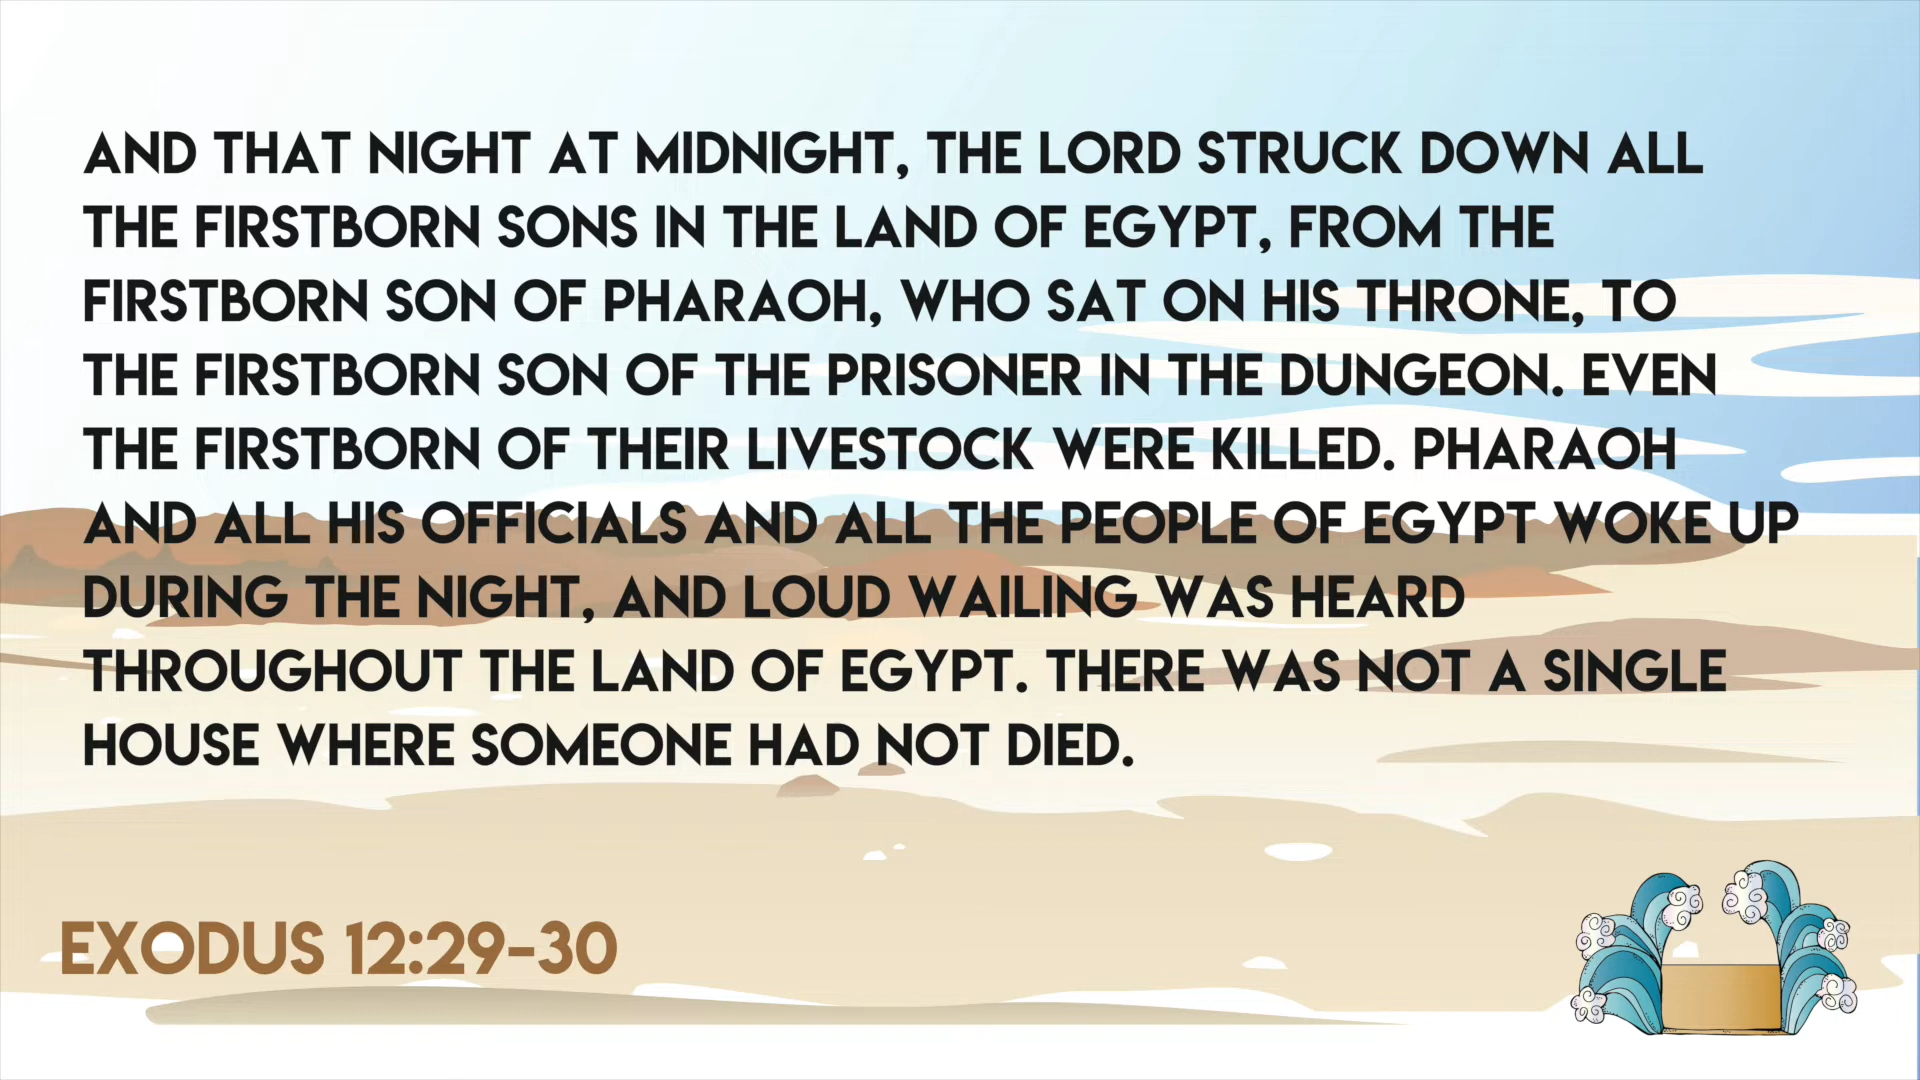 AND THAT NIGHT AT MIDNIGHT, THE LORD STRUCK DOWN ALL
THE FIRSTBORN SONS IN THE LAND OF EGYPT, FROM THE
FIRSTBORN SON OF PHARAOH, WHO SAT ON HIS THRONE, TO
THE FIRSTBORN SON OF THE PRISONER IN THE DUNGEON. EVEN
THE FIRSTBORN OF THEIR LIVESTOCK WERE KILLED. PHARAOH
AND ALL HIS OFFICIALS AND ALL THE PEOPLE OF EGYPT WOKE UP
DURING THE NIGHT, AND LOUD WAILING WAS HEARD
THROUGHOUT THE LAND OF EGYPT. THERE WAS NOT A SINGLE
HOUSE WHERE SOMEONE HAD NOT DIED.
EXODUS 12:29-30